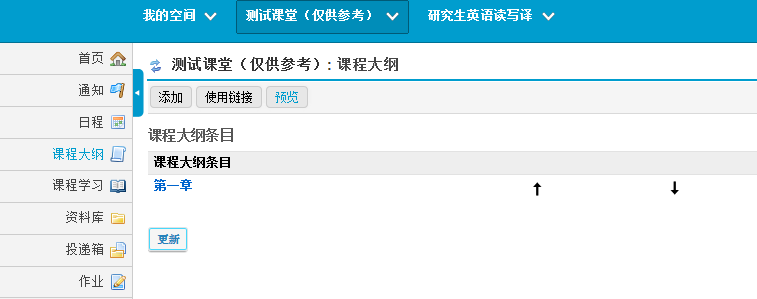 我的空间
测试课堂（仅供参考）
研究生英语读写译
首页
通知
日程
课程大纲
课程学习
资料库
投递箱
作业
测试课堂（仅供参考）: 课程大纲
添加
使用链接
预览
课程大纲条目
课程大纲条目
第一章
更新